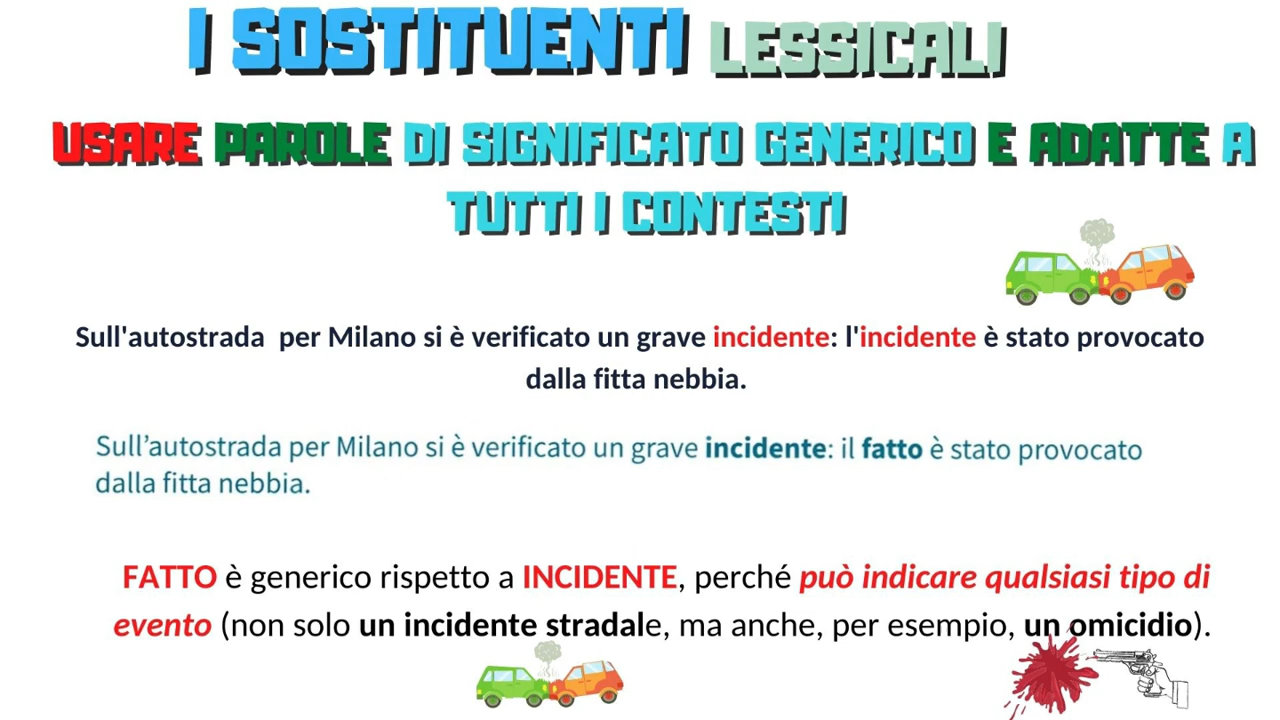 I SOSTITUENTI LESSICALI
USARE PAROLE DI SIGNIFICATO GENERICO E ADATTE A
TUTTI I CONTESTI
Sull'autostrada per Milano si è verificato un grave incidente: l'incidente è stato provocato
dalla fitta nebbia.
Sull’autostrada per Milano si è verificato un grave incidente: il fatto è stato provocato
dalla fitta nebbia.
FATTO è generico rispetto a INCIDENTE, perché può indicare qualsiasi tipo di
evento (non solo un incidente stradale, ma anche, per esempio, un omicidio).